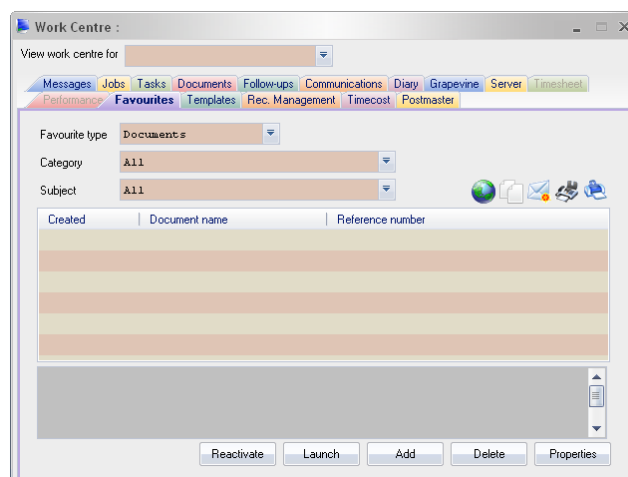 Work Centre :
View work centre for
Messages Jobs Tasks Documents Follow-ups Communications Diary Grapevine Server Timesheet
Performance Favourites Templates Rec. Management Timecost Postmaster
Favourite type Documents
Category All
Subject All
Created Document name Reference number
Reactivate Launch Add Delete Properties